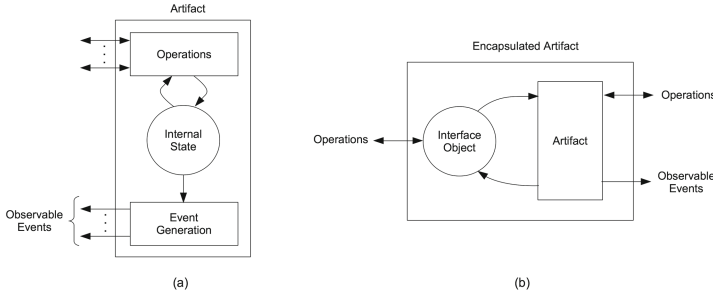 Artifact
Operations
Internal
State
Event
Generation
Observable
Events
(a)
Encapsulated Artifact
Operations
Interface
Object
Artifact
Operations
Observable
Events
(b)